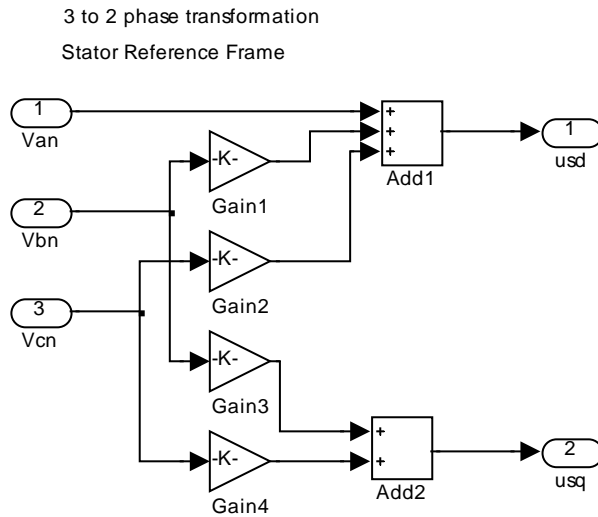 3 to 2 phase transformation
Stator Reference Frame
1
Van
2
Vbn
3
Vcn
-K-
Gain1
-K-
Gain2
-K-
Gain3
-K-
Gain4
+
+
+
Add1
+
+
Add2
1
usd
2
usq